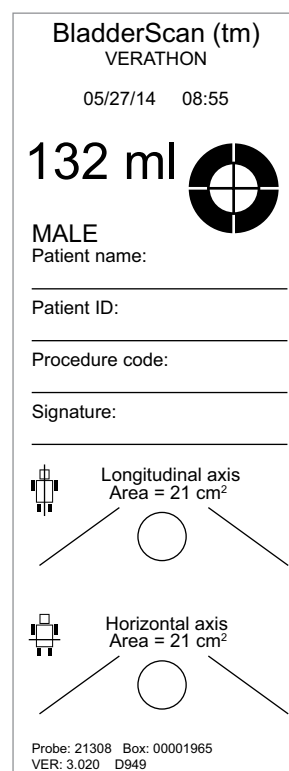 BladderScan (tm)
VERATHON
05/27/14 08:55
132 ml
MALE
Patient name:
Patient ID:
Procedure code:
Signature:
Longitudinal axis
Area = 21 cm²
Horizontal axis
Area = 21 cm²
Probe: 21308 Box: 00001965
VER: 3.020 D949